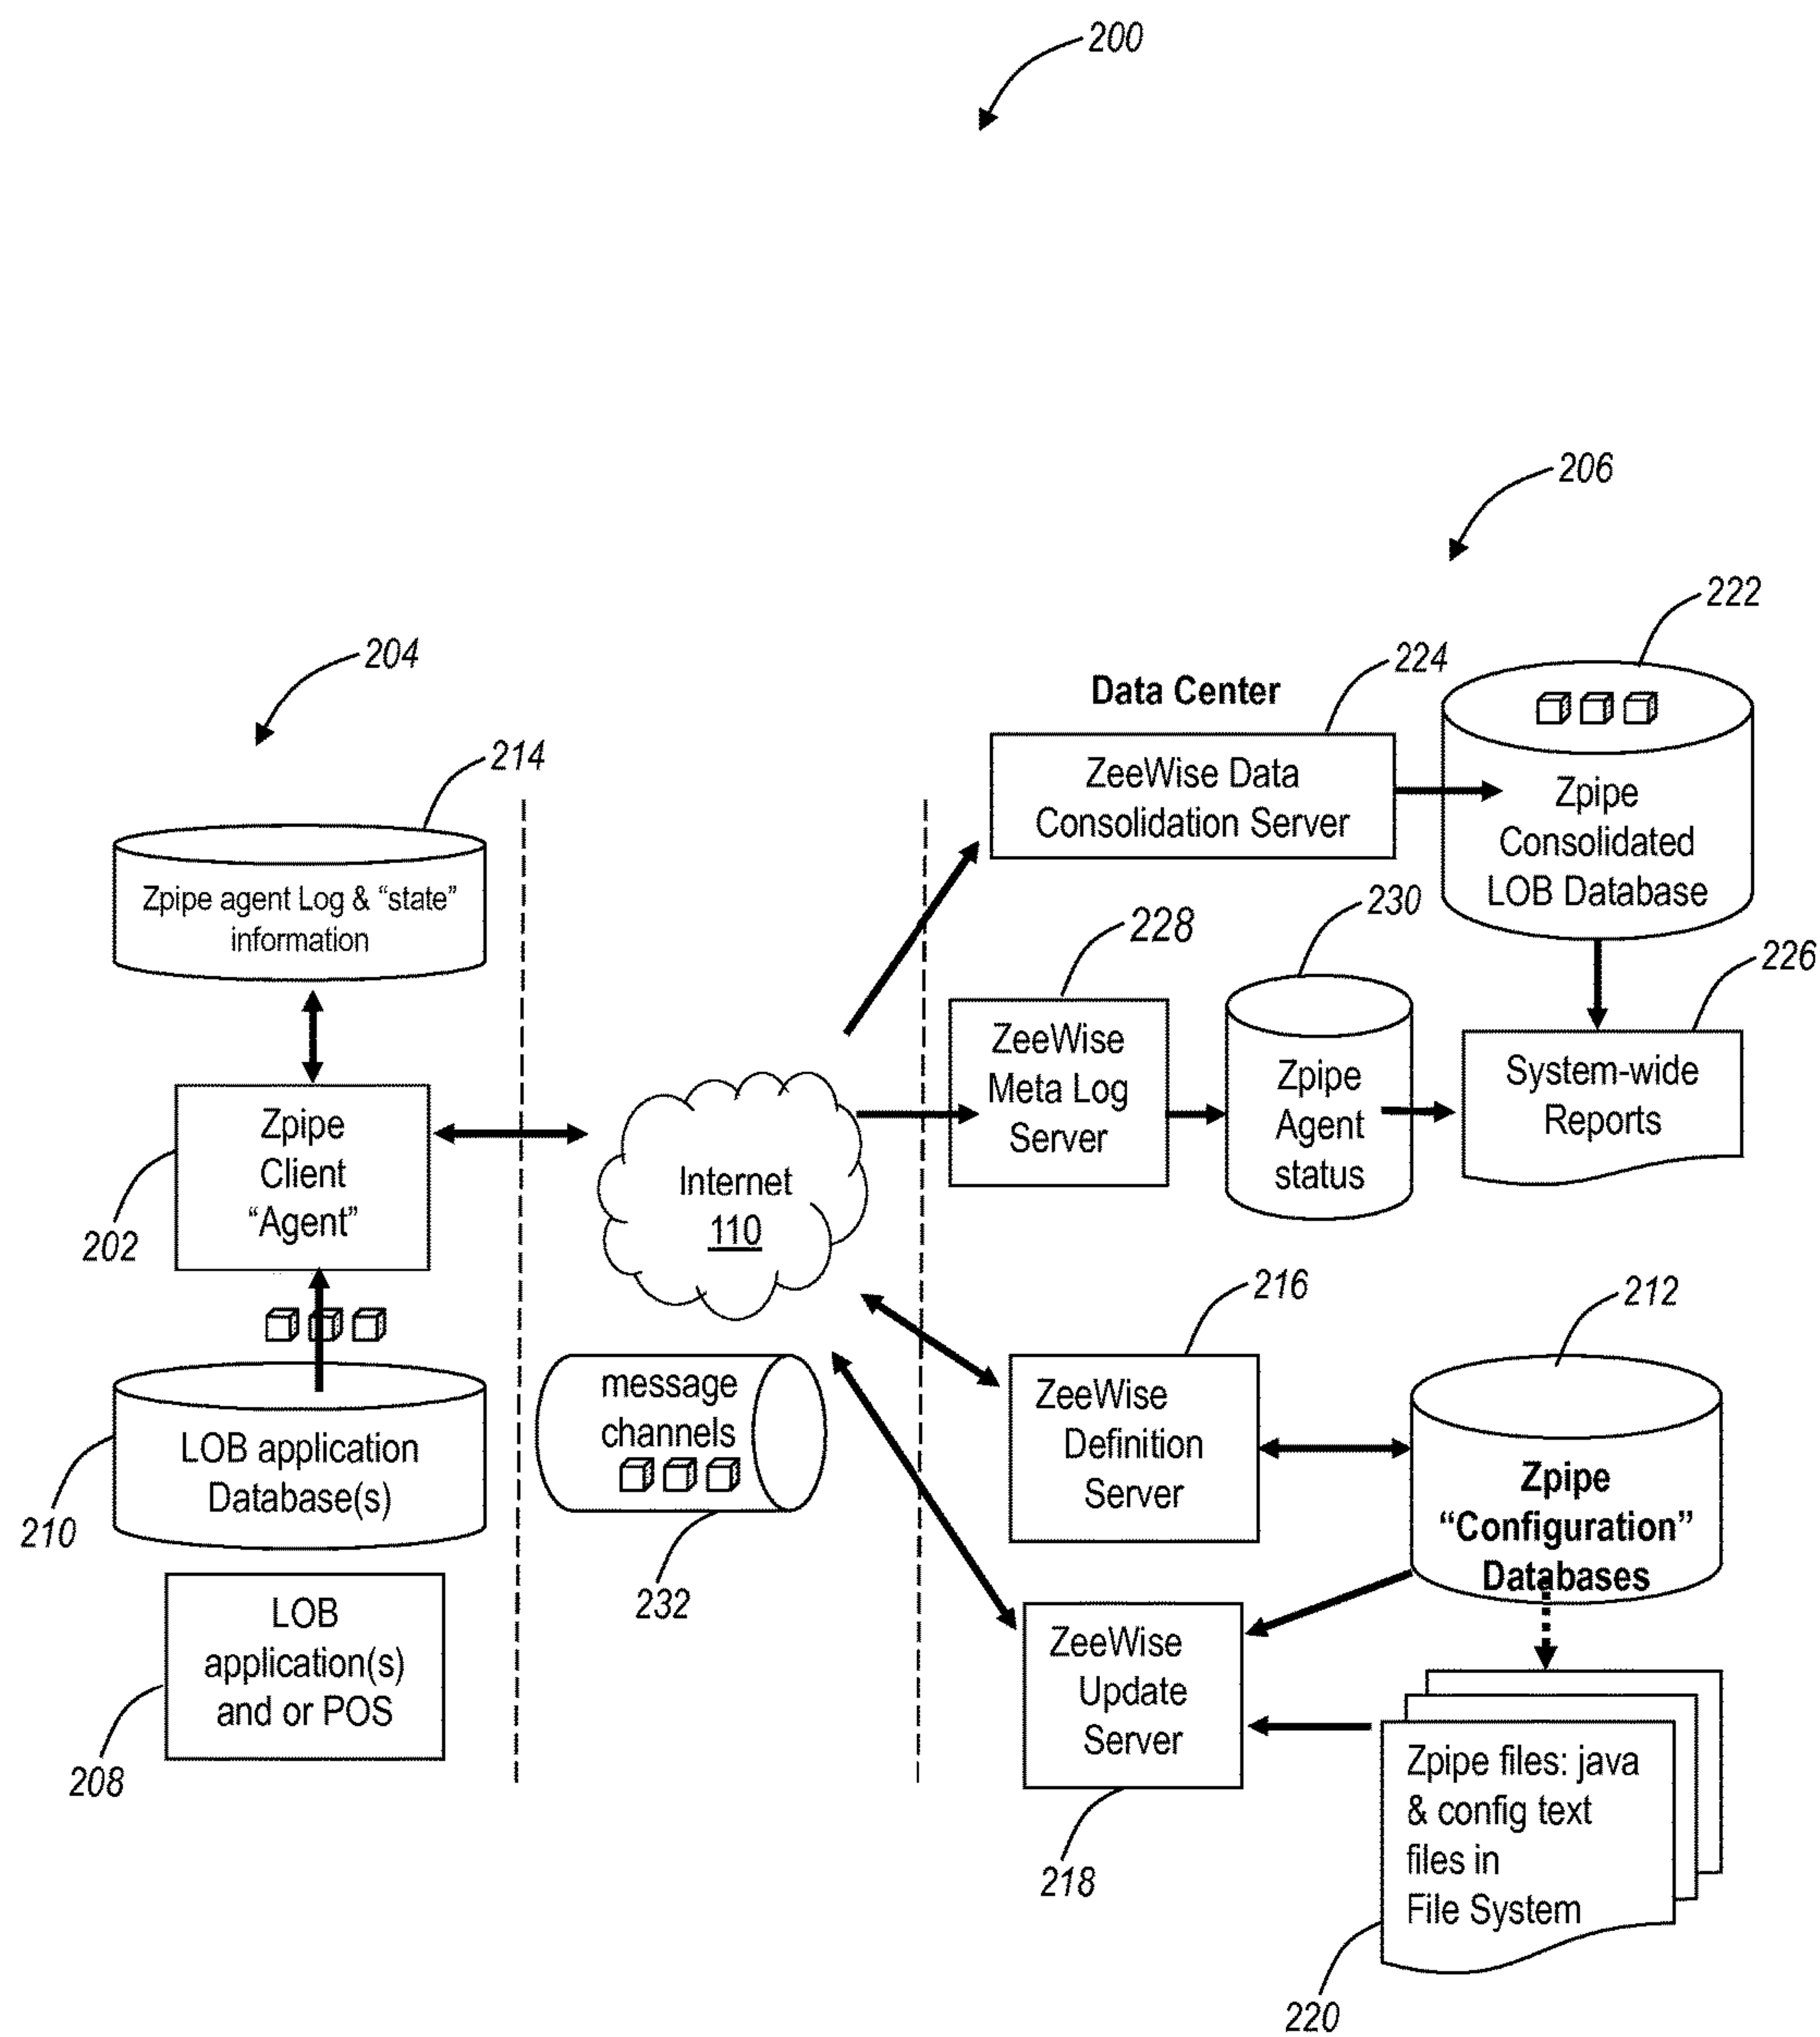 200
206
222
204
224
Data Center
214
ZeeWise Data
Consolidation Server
Zpipe
Consolidated
LOB Database
Zpipe agent Log & “state”
information
228
230
226
ZeeWise
Meta Log
Server
Zpipe
Agent
status
System-wide
Reports
Zpipe
Client
“Agent”
202
Internet
110
216
212
message
channels
232
LOB application
Database(s)
210
ZeeWise
Definition
Server
Zpipe
“Configuration”
Databases
LOB
application(s)
and or POS
208
ZeeWise
Update
Server
218
Zpipe files: java
& config text
files in
File System
220